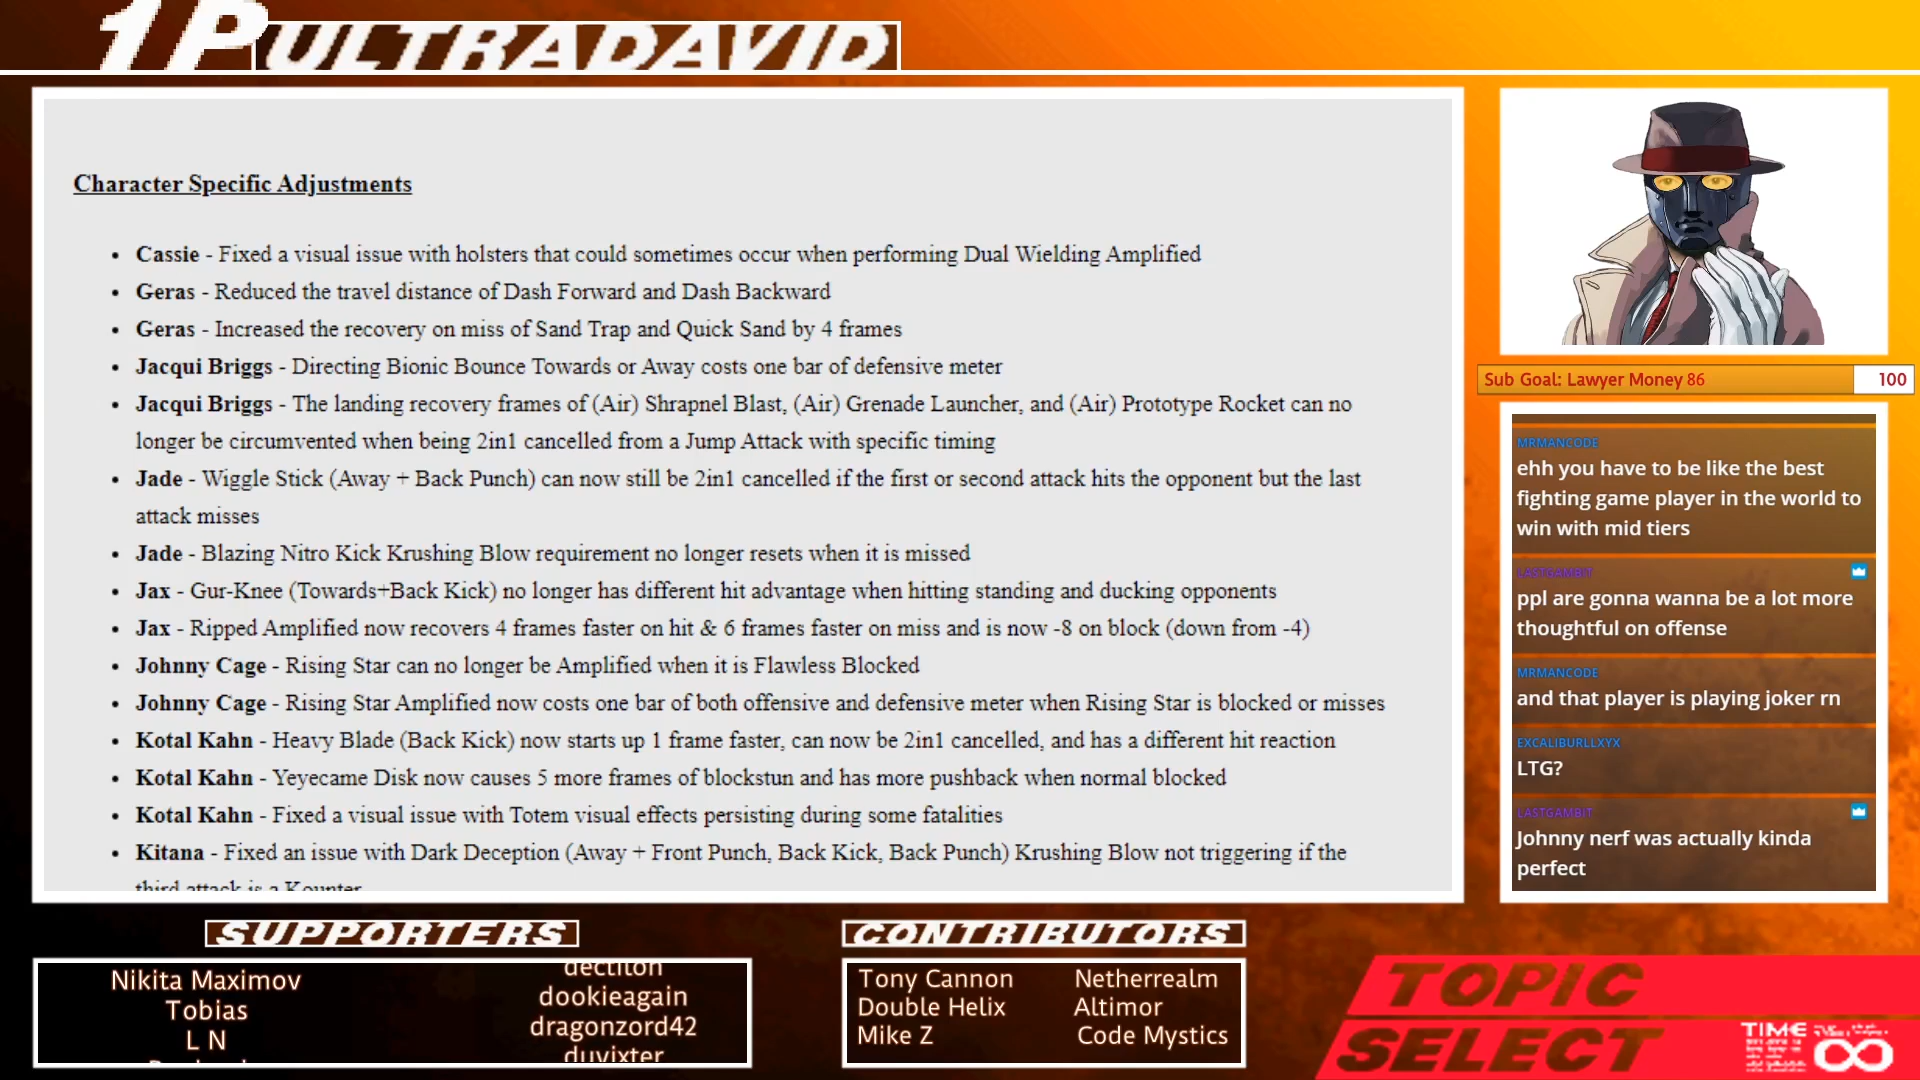 1P ULTRADAVID
Character Specific Adjustments
• Cassie - Fixed a visual issue with holsters that could sometimes occur when performing Dual Wielding Amplified
• Geras - Reduced the travel distance of Dash Forward and Dash Backward
• Geras - Increased the recovery on miss of Sand Trap and Quick Sand by 4 frames
• Jacqui Briggs - Directing Bionic Bounce Towards or Away costs one bar of defensive meter
• Jacqui Briggs - The landing recovery frames of (Air) Shrapnel Blast, (Air) Grenade Launcher, and (Air) Prototype Rocket can no
longer be circumvented when being 2in1 cancelled from a Jump Attack with specific timing
• Jade - Wiggle Stick (Away + Back Punch) can now still be 2in1 cancelled if the first or second attack hits the opponent but the last
attack misses
• Jade - Blazing Nitro Kick Krushing Blow requirement no longer resets when it is missed
• Jax - Gur-Knee (Towards+Back Kick) no longer has different hit advantage when hitting standing and ducking opponents
• Jax - Ripped Amplified now recovers 4 frames faster on hit & 6 frames faster on miss and is now -8 on block (down from -4)
• Johnny Cage - Rising Star can no longer be Amplified when it is Flawless Blocked
• Johnny Cage - Rising Star Amplified now costs one bar of both offensive and defensive meter when Rising Star is blocked or misses
• Kotal Kahn - Heavy Blade (Back Kick) now starts up 1 frame faster, can now be 2in1 cancelled, and has a different hit reaction
• Kotal Kahn - Yeyecame Disk now causes 5 more frames of blockstun and has more pushback when normal blocked
• Kotal Kahn - Fixed a visual issue with Totem visual effects persisting during some fatalities
• Kitana - Fixed an issue with Dark Deception (Away + Front Punch, Back Kick, Back Punch) Krushing Blow not triggering if the
third attack is a Kounter
Sub Goal: Lawyer Money 86 100
MRMANCODE
ehh you have to be like the best
fighting game player in the world to
win with mid tiers
LASTGAMBIT
ppl are gonna wanna be a lot more
thoughtful on offense
MRMANCODE
and that player is playing joker rn
EXCALIBURLLXYX
LTG?
LASTGAMBIT
Johnny nerf was actually kinda
perfect
SUPPORTERS
Nikita Maximov
Tobias
L N
dectilon
dookieagain
dragonzord42
duvixter
CONTRIBUTORS
Tony Cannon Netherrealm
Double Helix Altimor
Mike Z Code Mystics
TOPIC
SELECT
TIME ∞